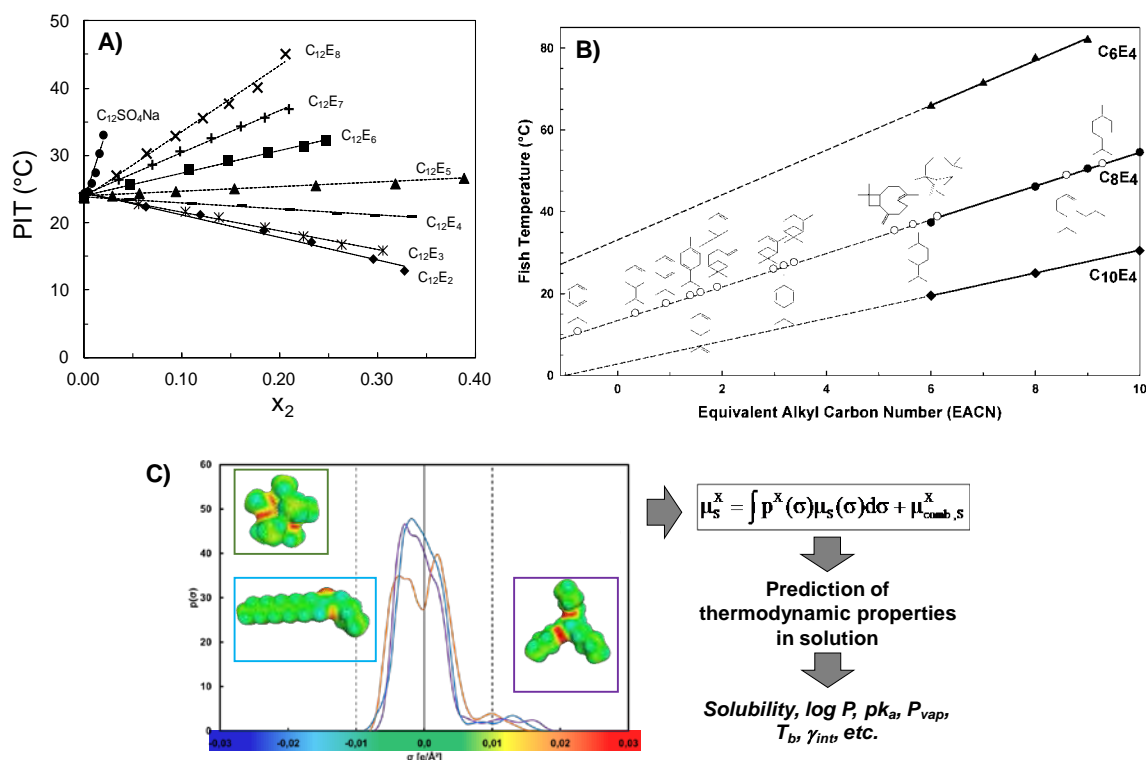 A)
50
40
30
20
10
0
PIT (°C)
0.00
0.10
0.20
0.30
0.40
x2
C12E8
C12SO4Na
C12E7
C12E6
C12E5
C12E4
C12E3
C12E2
B)
80
60
40
20
0
Fish Temperature (°C)
0
2
4
6
8
10
Equivalent Alkyl Carbon Number (EACN)
C6E4
C8E4
C10E4
C)
60
50
40
30
20
10
0
p(σ)
-0,03
-0,02
-0,01
0,0
0,01
0,02
0,03
σ [e/Å²]
μ_S^X = ∫ p^X(σ)μ_S(σ)dσ + μ_comb,S^X
Prediction of
thermodynamic properties
in solution
Solubility, log P, pka, Pvap,
Tb, γint, etc.